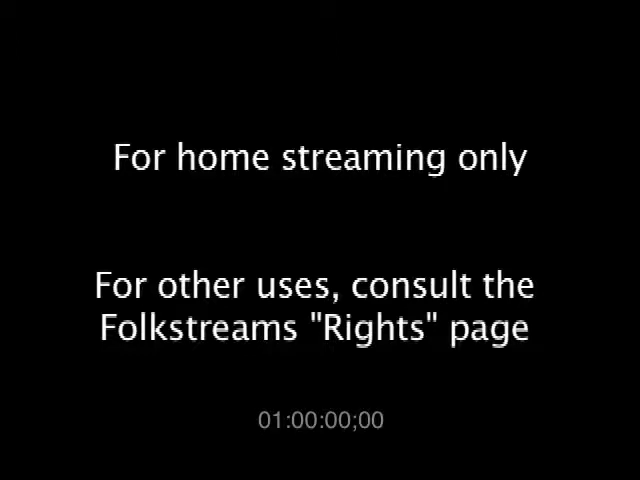 For home streaming only
For other uses, consult the
Folkstreams "Rights" page
01:00:00;00